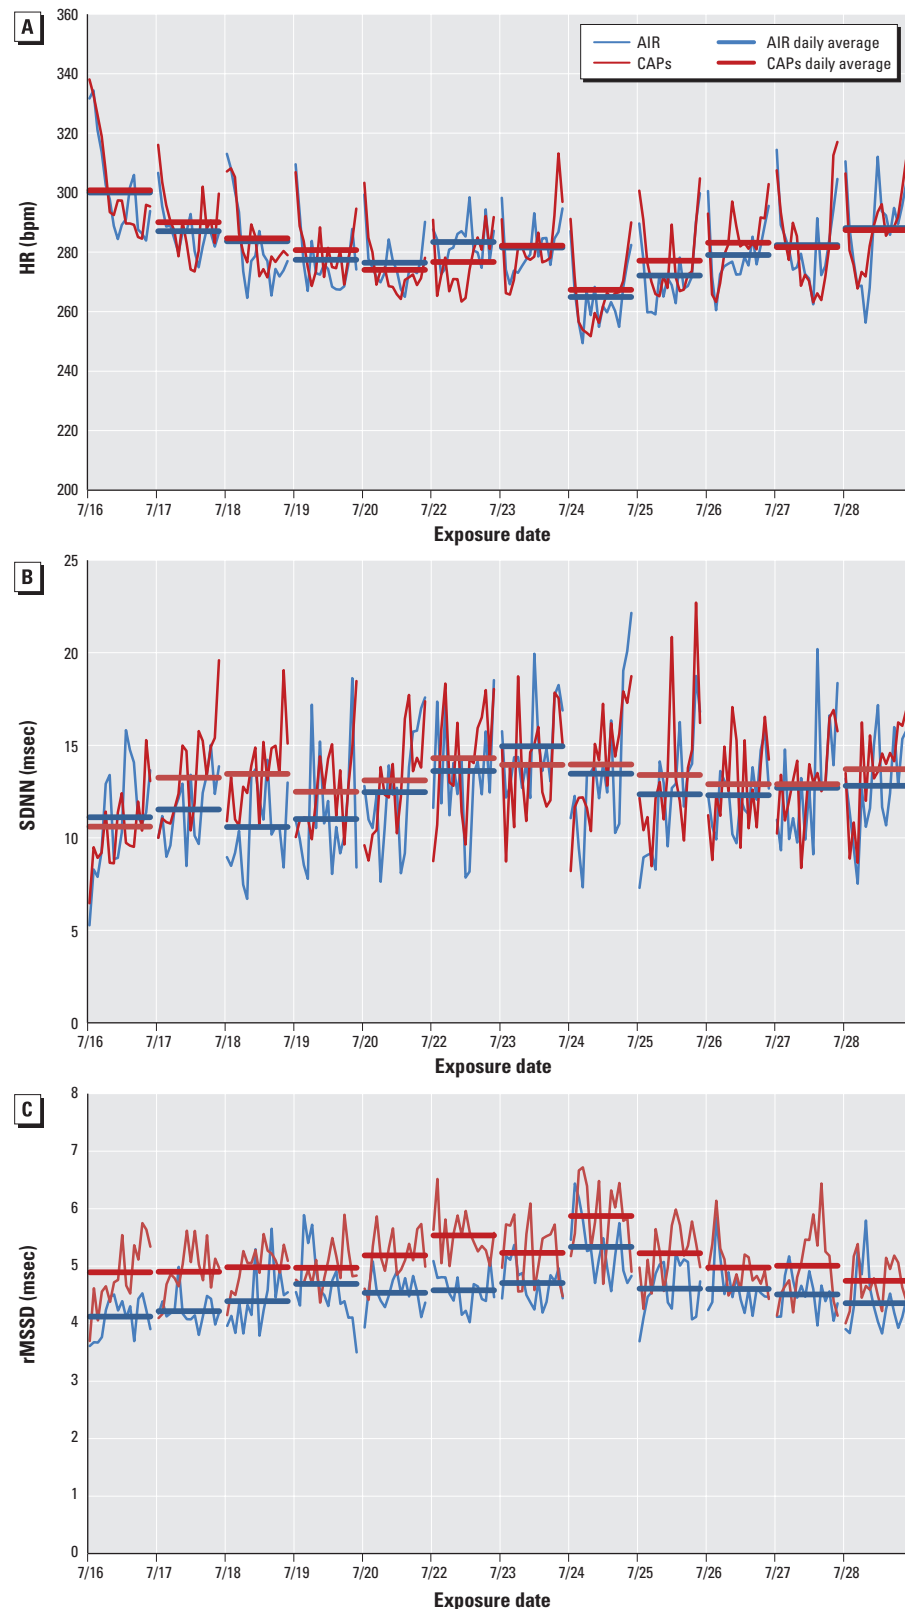 A
360
340
320
300
280
260
240
220
200
HR (bpm)
AIR
AIR daily average
CAPs
CAPs daily average
7/16 7/17 7/18 7/19 7/20 7/22 7/23 7/24 7/25 7/26 7/27 7/28
Exposure date
B
25
20
15
10
5
0
SDNN (msec)
7/16 7/17 7/18 7/19 7/20 7/22 7/23 7/24 7/25 7/26 7/27 7/28
Exposure date
C
8
7
6
5
4
3
2
1
0
rMSSD (msec)
7/16 7/17 7/18 7/19 7/20 7/22 7/23 7/24 7/25 7/26 7/27 7/28
Exposure date